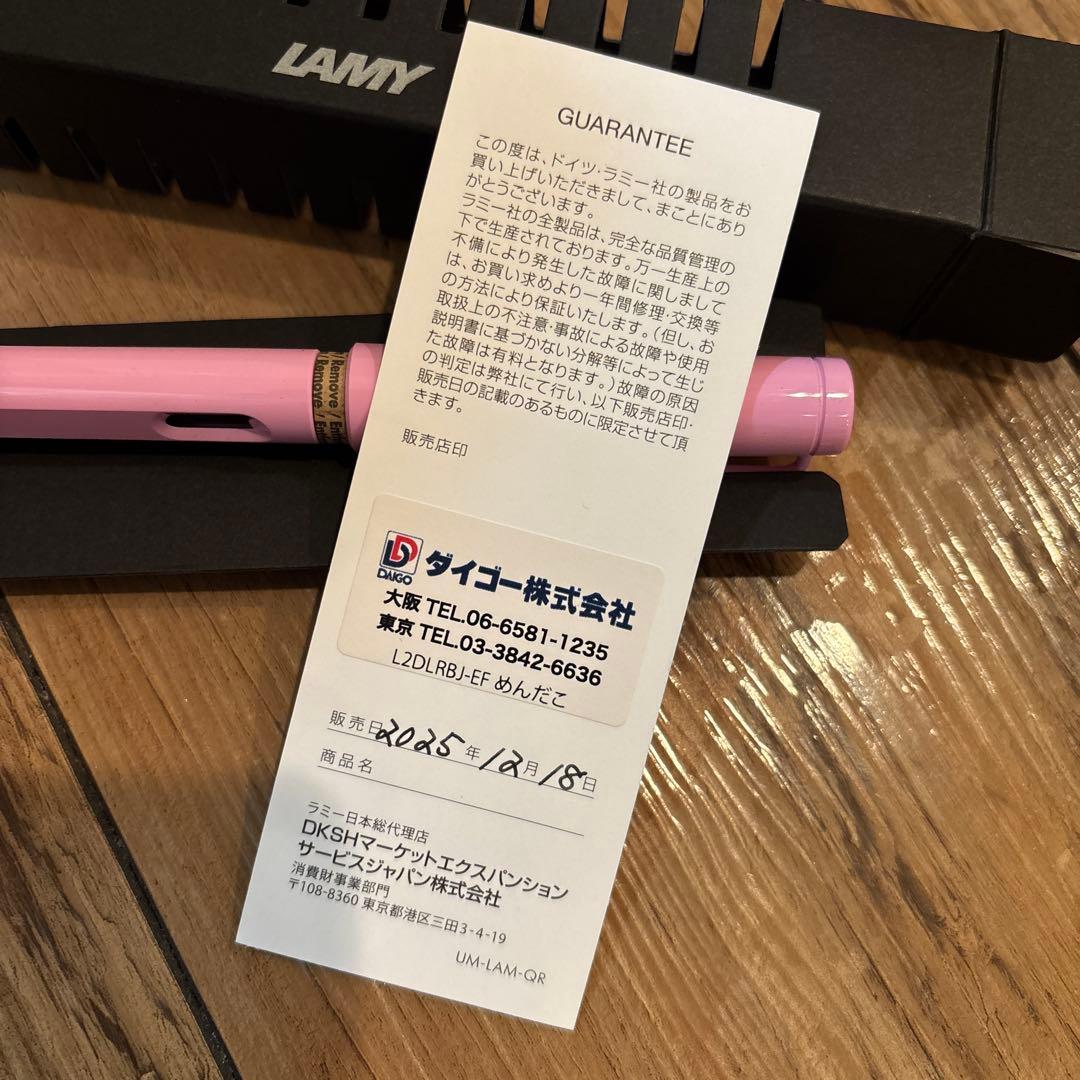 LAMY
GUARANTEE
この度は、ドイツ・ラミー社の製品をお
買い上げいただきまして、まことにあり
がとうございます。
ラミー社の全製品は、完全な品質管理の
下で生産されております。万一生産上の
不備により発生した故障に関しまして
は、お買い求めより一年間修理・交換等
の方法により保証いたします。(但し、お
取扱上の不注意・事故による故障や使用
説明書に基づかない分解等によって生じ
た故障は有料となります。)故障の原因
の判定は弊社にて行い、以下販売店印・
販売日の記載のあるものに限定させて頂
きます。
販売店印
DAIGO ダイゴー株式会社
大阪 TEL.06-6581-1235
東京 TEL.03-3842-6636
L2DLRBJ-EF めんだこ
販売日 2025 年 12 月 18 日
商品名
ラミー日本総代理店
DKSHマーケットエクスパンション
サービスジャパン株式会社
消費財事業部門
〒108-8360 東京都港区三田3-4-19
UM-LAM-QR
/Remove /
/Remove /